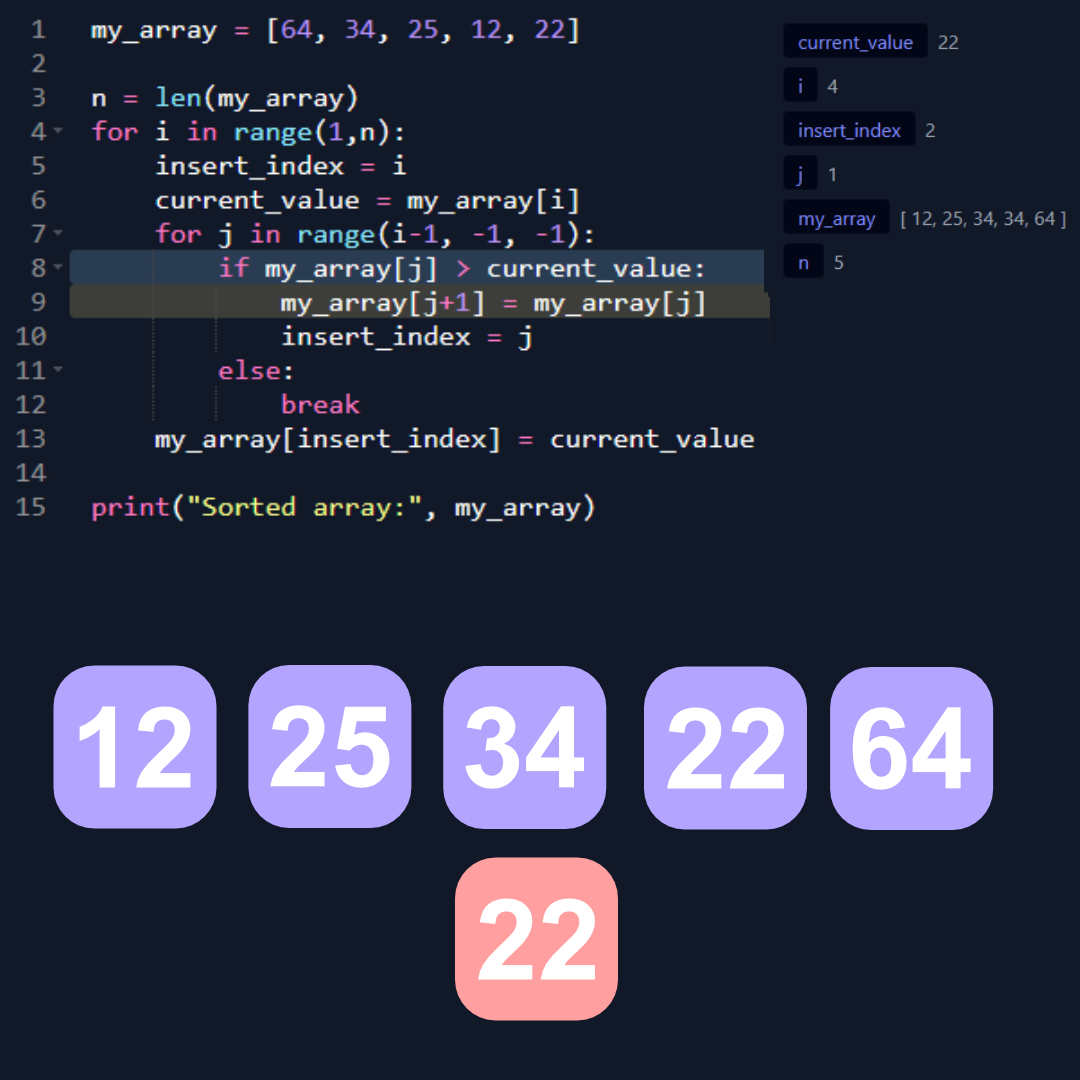 1 my_array = [64, 34, 25, 12, 22]
2
3 n = len(my_array)
4 for i in range(1,n):
5     insert_index = i
6     current_value = my_array[i]
7     for j in range(i-1, -1, -1):
8         if my_array[j] > current_value:
9             my_array[j+1] = my_array[j]
10             insert_index = j
11         else:
12             break
13     my_array[insert_index] = current_value
14
15 print("Sorted array:", my_array)
current_value 22
i 4
insert_index 2
j 1
my_array [ 12, 25, 34, 34, 64 ]
n 5
12 25 34 22 64
22